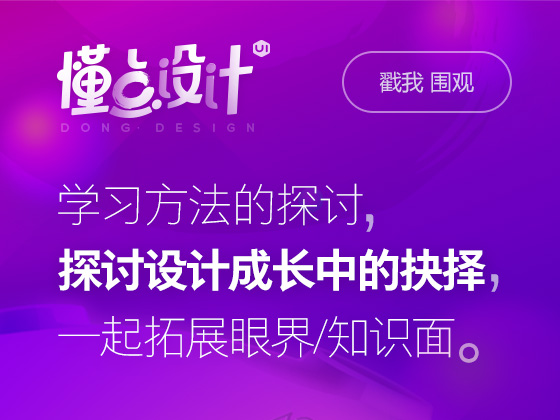 懂点设计 UI
DONG·DESIGN
戳我 围观
学习方法的探讨,
探讨设计成长中的抉择,
一起拓展眼界/知识面。